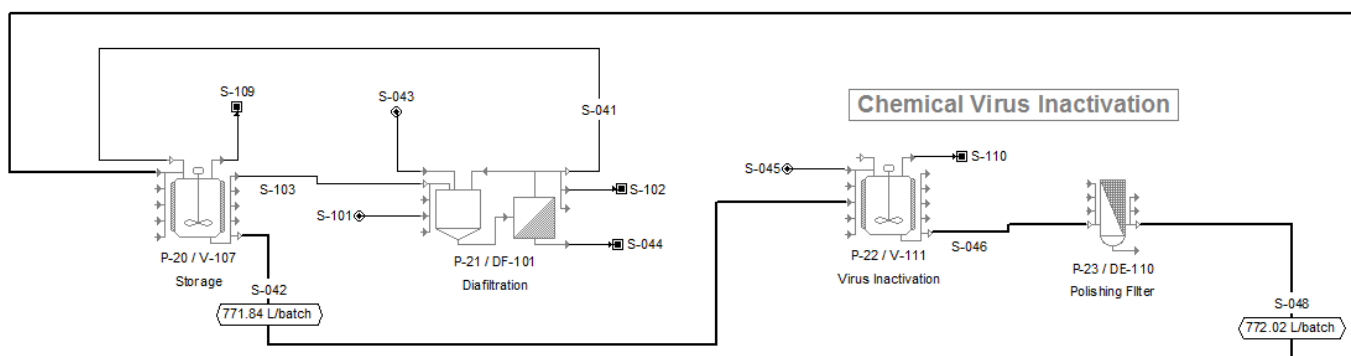 S-109
S-043
S-041
Chemical Virus Inactivation
S-103
S-101
S-102
S-044
P-20 / V-107
Storage
P-21 / DF-101
Diafiltration
S-042
771.84 L/batch
S-045
S-110
P-22 / V-111
Virus Inactivation
S-046
P-23 / DE-110
Polishing FIlter
S-048
772.02 L/batch